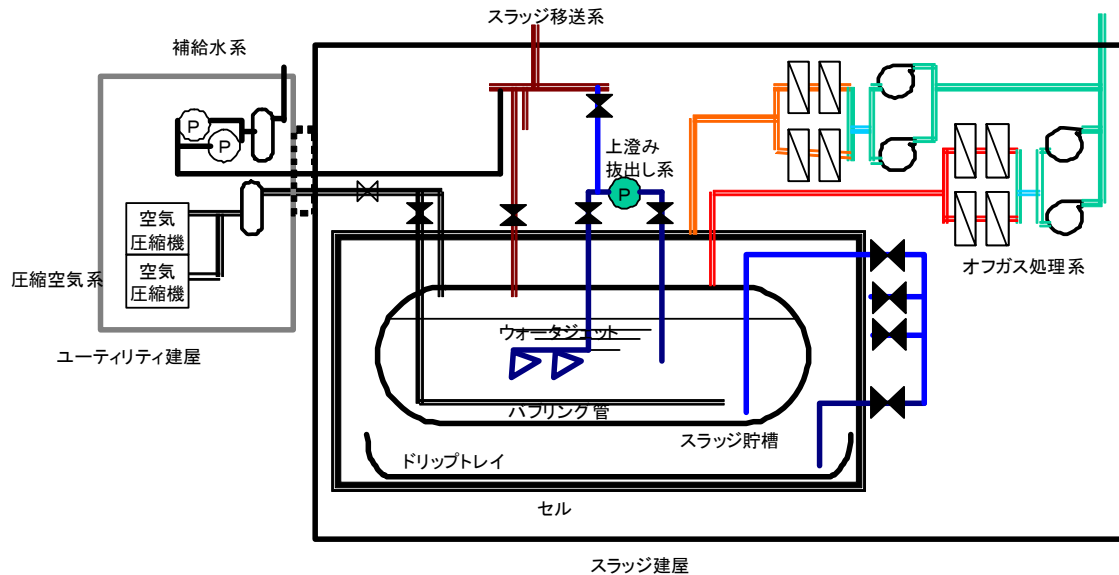 スラッジ移送系
補給水系
P
P
上澄み
抜出し系
P
空気
圧縮機
空気
圧縮機
圧縮空気系
オフガス処理系
ユーティリティ建屋
ウォータジェット
バブリング管
スラッジ貯槽
ドリップトレイ
セル
スラッジ建屋